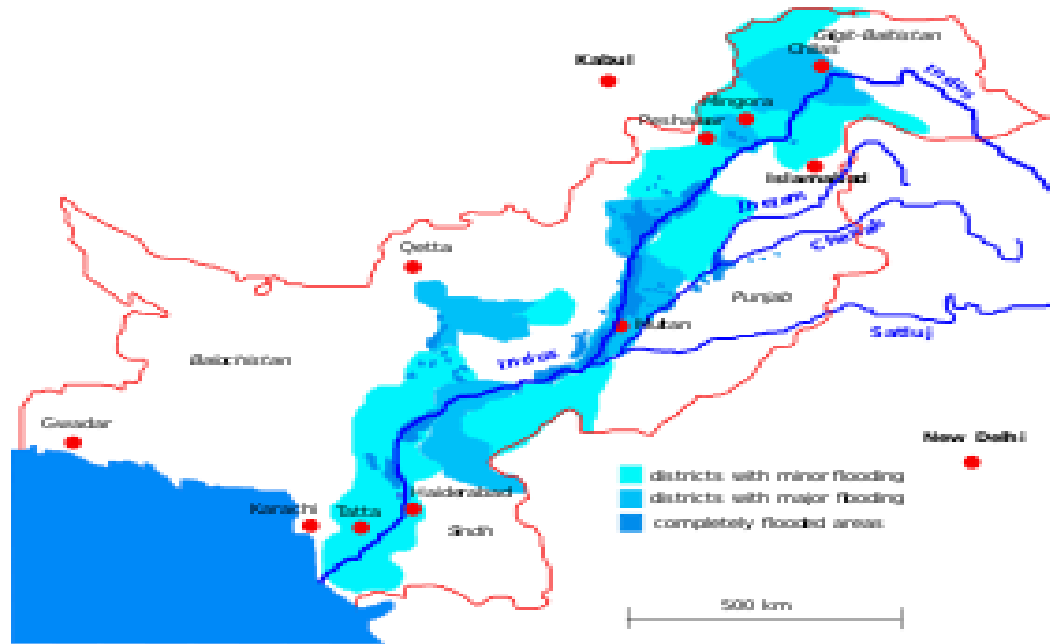 Gilgit-Baltistan
Chilas
Kabul
Indus
Mingora
Peshawar
Islamabad
Jhelum
Chenab
Qetta
Punjab
Multan
Satluj
Indus
Balochistan
Gwadar
New Delhi
districts with minor flooding
districts with major flooding
completely flooded areas
Haiderabad
Karachi
Tatta
Sindh
500 km